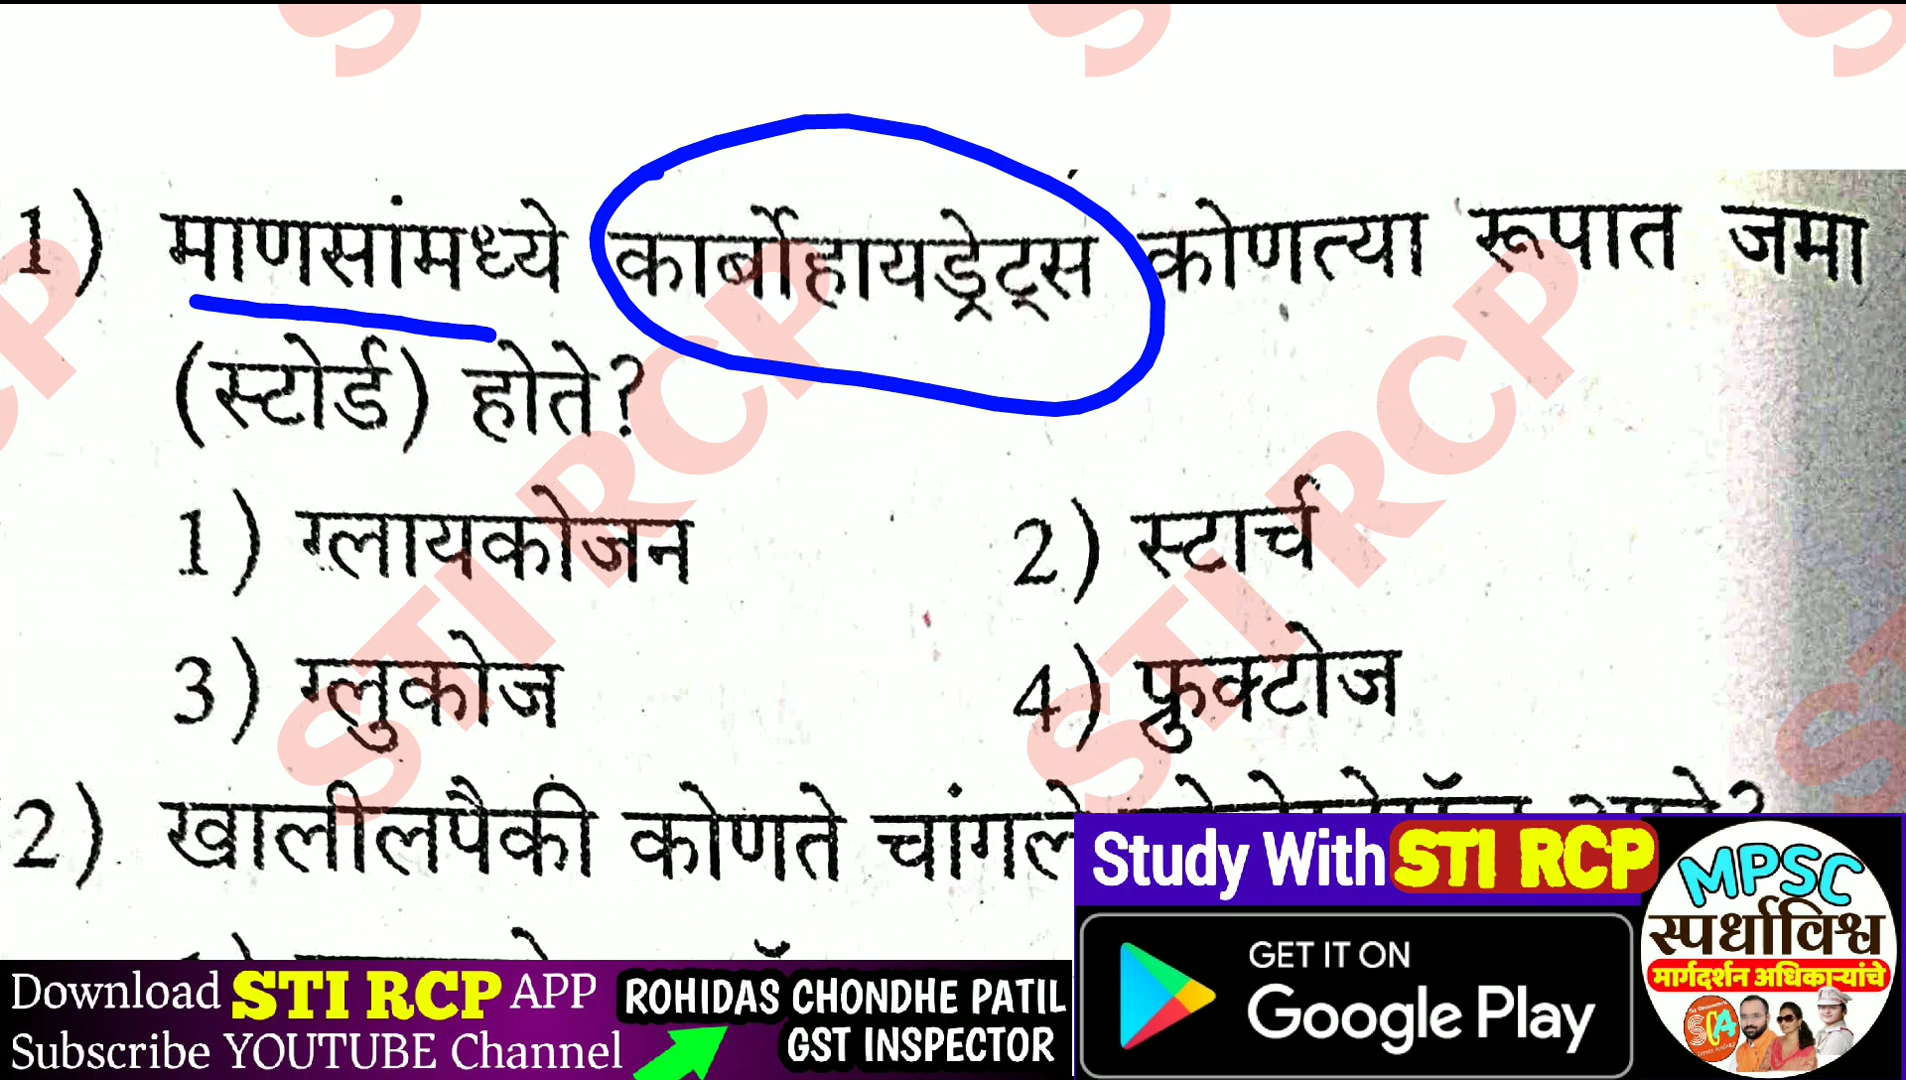 1) माणसांमध्ये कार्बोहायड्रेट्स कोणत्या रूपात जमा
(स्टोर्ड) होते?
1) ग्लायकोजन 2) स्टार्च
3) ग्लुकोज 4) फ्रुक्टोज
2) खालीलपैकी कोणते चांगले
STI RCP
Study With STI RCP
GET IT ON
Google Play
MPSC
स्पर्धाविश्व
मार्गदर्शन अधिकाऱ्यांचे
Download STI RCP APP
Subscribe YOUTUBE Channel
ROHIDAS CHONDHE PATIL
GST INSPECTOR